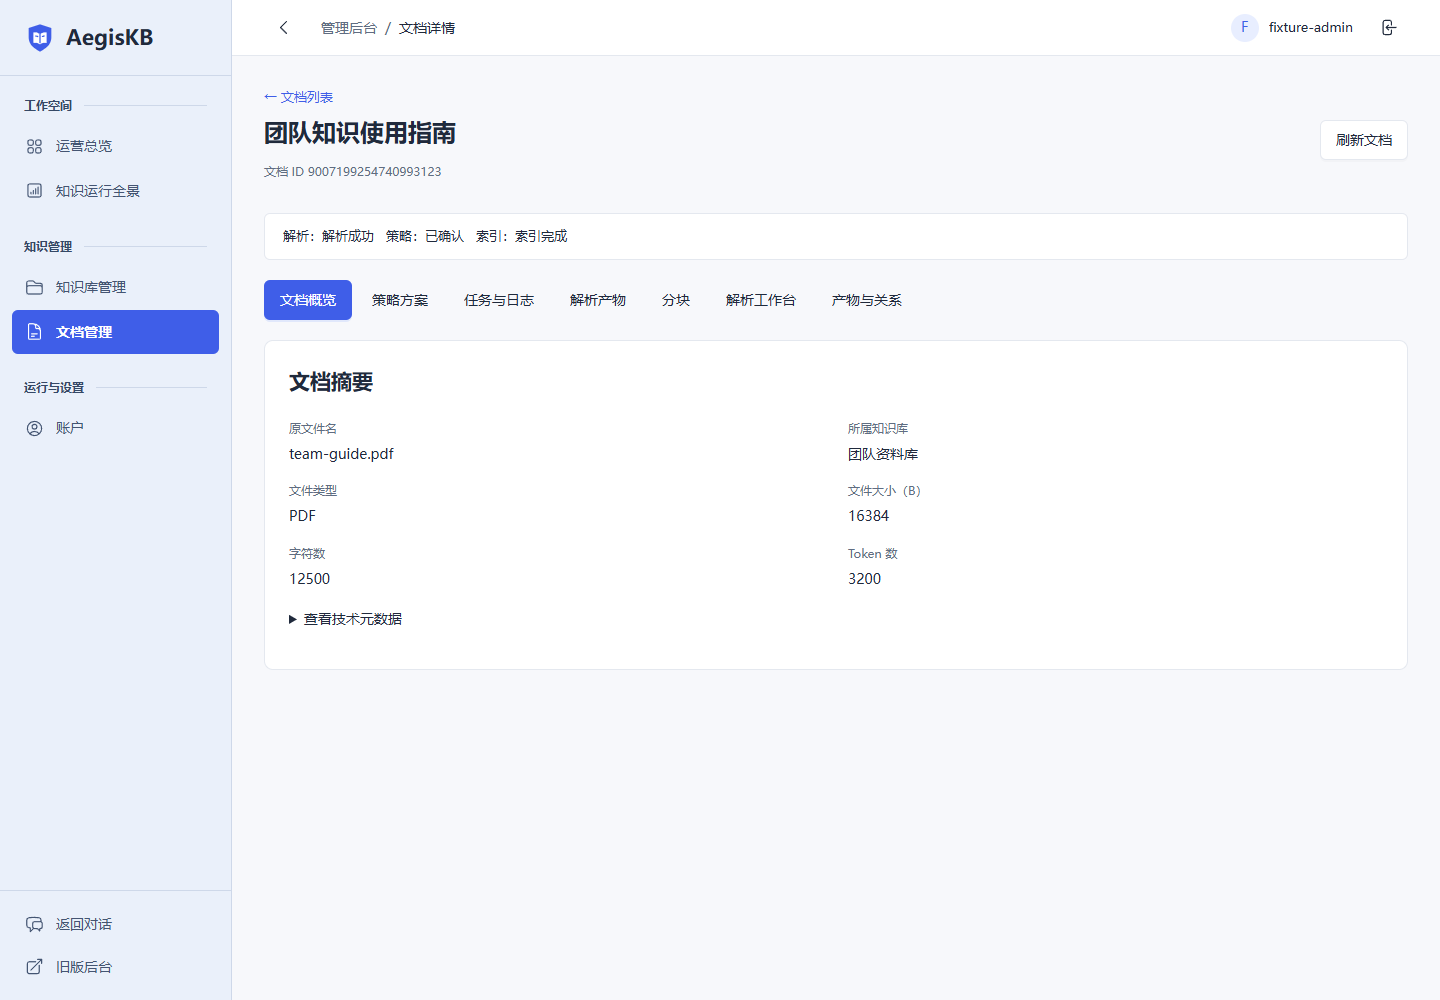 AegisKB
工作空间
运营总览
知识运行全景
知识管理
知识库管理
文档管理
运行与设置
账户
返回对话
旧版后台
管理后台 / 文档详情
F fixture-admin
← 文档列表
团队知识使用指南
文档 ID 9007199254740993123
刷新文档
解析：解析成功 策略：已确认 索引：索引完成
文档概览 策略方案 任务与日志 解析产物 分块 解析工作台 产物与关系
文档摘要
原文件名
team-guide.pdf
所属知识库
团队资料库
文件类型
PDF
文件大小（B）
16384
字符数
12500
Token 数
3200
▶ 查看技术元数据